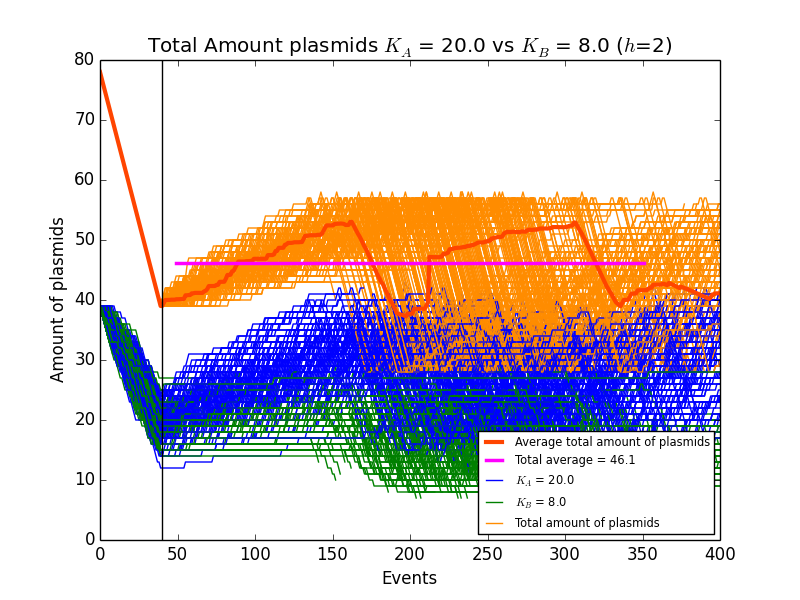 Total Amount plasmids K_A = 20.0 vs K_B = 8.0 (h=2)
80
70
60
50
40
30
20
10
0
Amount of plasmids
Average total amount of plasmids
Total average = 46.1
K_A = 20.0
K_B = 8.0
Total amount of plasmids
0 50 100 150 200 250 300 350 400
Events